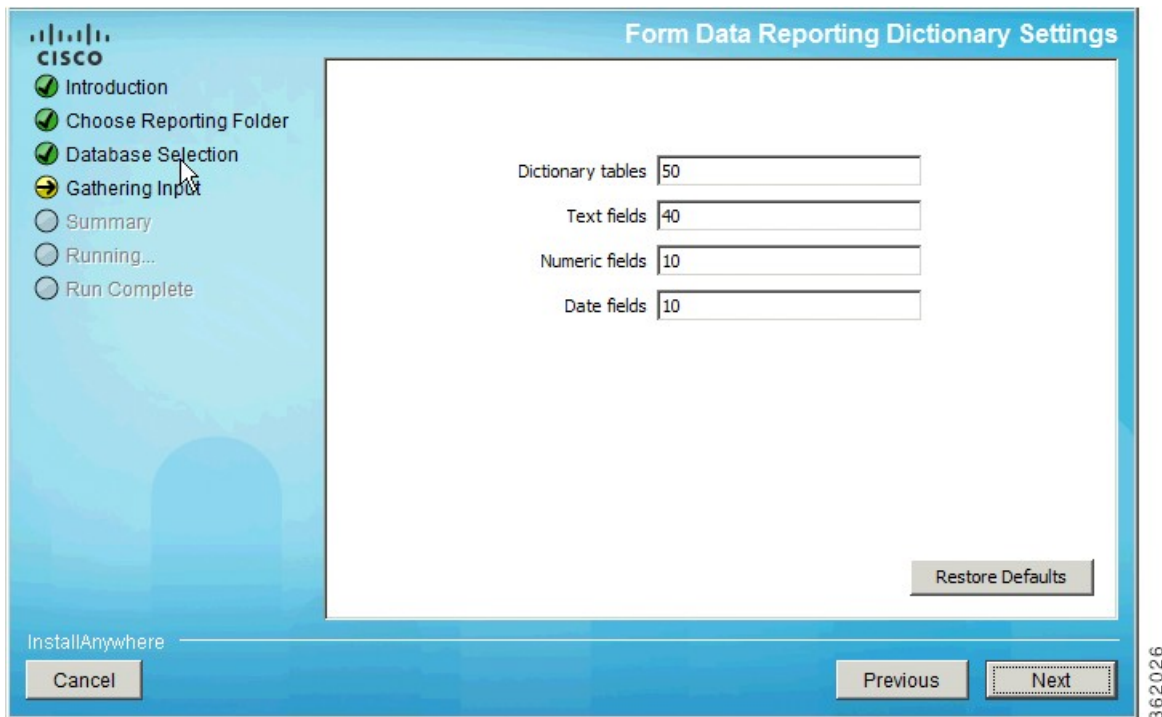 Form Data Reporting Dictionary Settings
CISCO
Introduction
Choose Reporting Folder
Database Selection
Gathering Input
Summary
Running...
Run Complete
Dictionary tables 50
Text fields 40
Numeric fields 10
Date fields 10
Restore Defaults
InstallAnywhere
Cancel
Previous
Next
362026